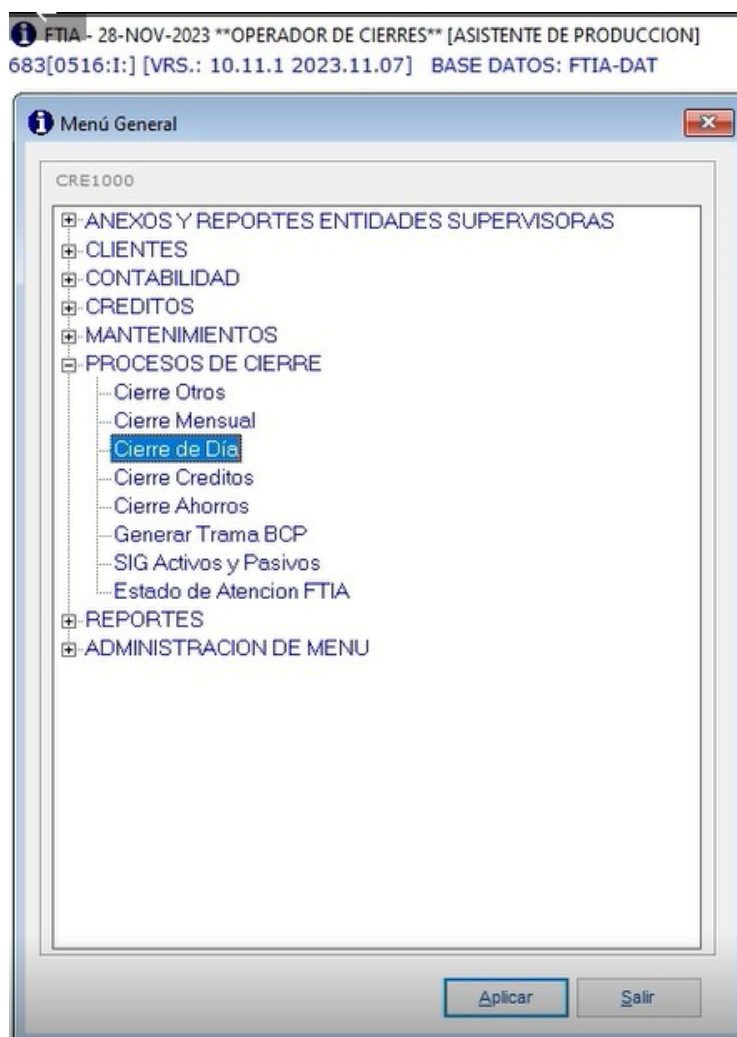 FTIA - 28-NOV-2023 **OPERADOR DE CIERRES** [ASISTENTE DE PRODUCCION]
683[0516:I:] [VRS.: 10.11.1 2023.11.07] BASE DATOS: FTIA-DAT
Menú General
CRE1000
ANEXOS Y REPORTES ENTIDADES SUPERVISORAS
CLIENTES
CONTABILIDAD
CREDITOS
MANTENIMIENTOS
PROCESOS DE CIERRE
Cierre Otros
Cierre Mensual
Cierre de Día
Cierre Creditos
Cierre Ahorros
Generar Trama BCP
SIG Activos y Pasivos
Estado de Atencion FTIA
REPORTES
ADMINISTRACION DE MENU
Aplicar Salir